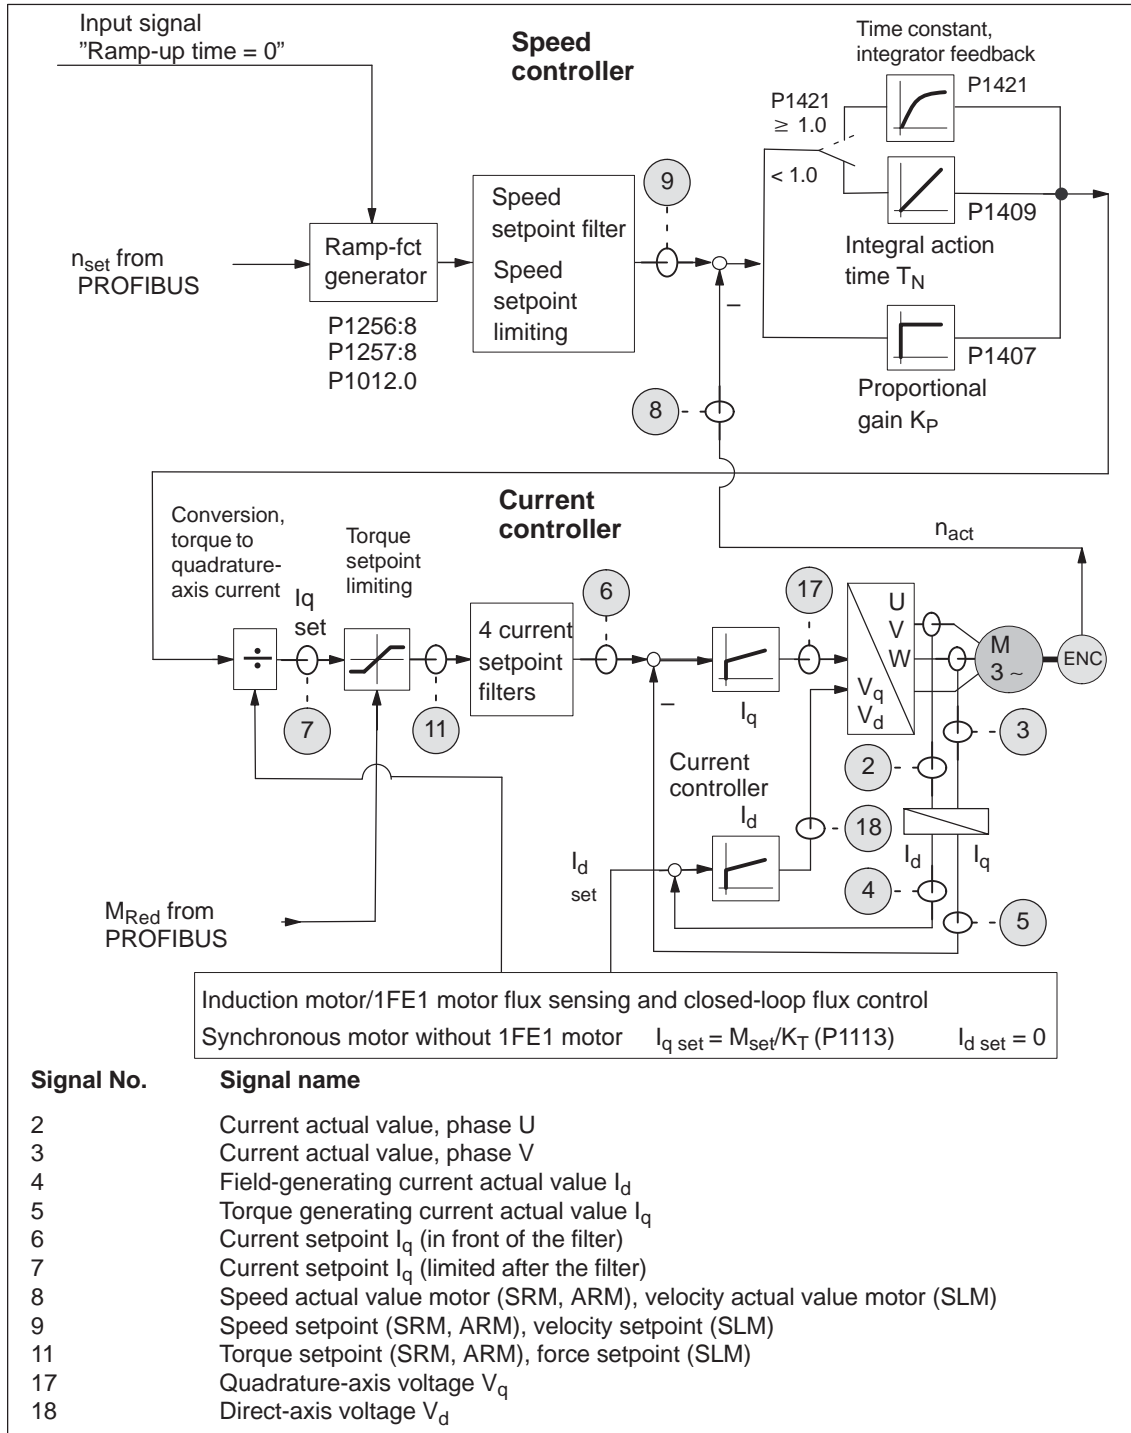 Input signal
"Ramp-up time = 0"
Speed
controller
Time constant,
integrator feedback
P1421
P1421
≥ 1.0
< 1.0
9
Speed
setpoint filter
Speed
setpoint
limiting
n_set from
PROFIBUS
Ramp-fct
generator
P1256:8
P1257:8
P1012.0
P1409
Integral action
time T_N
–
P1407
Proportional
gain K_P
8
Current
controller
n_act
Conversion,
torque to
quadrature-
axis current
Torque
setpoint
limiting
Iq
set
6
17
÷
4 current
setpoint
filters
U
V
W
V_q
V_d
M
3 ~
ENC
–
I_q
7
11
3
2
Current
controller
I_d
18
I_d
set
I_d
I_q
4
5
M_Red from
PROFIBUS
Induction motor/1FE1 motor flux sensing and closed-loop flux control
Synchronous motor without 1FE1 motor I_q set = M_set/K_T (P1113) I_d set = 0
Signal No. Signal name
2 Current actual value, phase U
3 Current actual value, phase V
4 Field-generating current actual value I_d
5 Torque generating current actual value I_q
6 Current setpoint I_q (in front of the filter)
7 Current setpoint I_q (limited after the filter)
8 Speed actual value motor (SRM, ARM), velocity actual value motor (SLM)
9 Speed setpoint (SRM, ARM), velocity setpoint (SLM)
11 Torque setpoint (SRM, ARM), force setpoint (SLM)
17 Quadrature-axis voltage V_q
18 Direct-axis voltage V_d